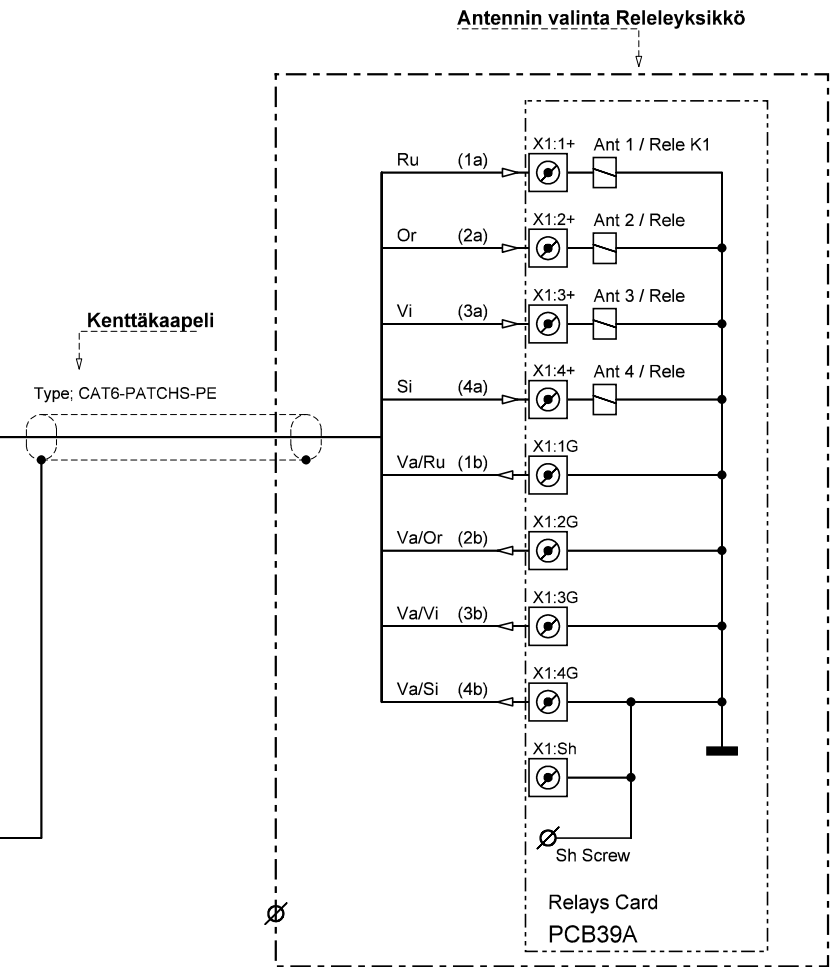 Antennin valinta Releleyksikkö
X1:1+ Ant 1 / Rele K1
Ru (1a)
X1:2+ Ant 2 / Rele
Or (2a)
X1:3+ Ant 3 / Rele
Vi (3a)
Kenttäkaapeli
X1:4+ Ant 4 / Rele
Si (4a)
Type; CAT6-PATCHS-PE
X1:1G
Va/Ru (1b)
X1:2G
Va/Or (2b)
X1:3G
Va/Vi (3b)
X1:4G
Va/Si (4b)
X1:Sh
Sh Screw
Relays Card
PCB39A